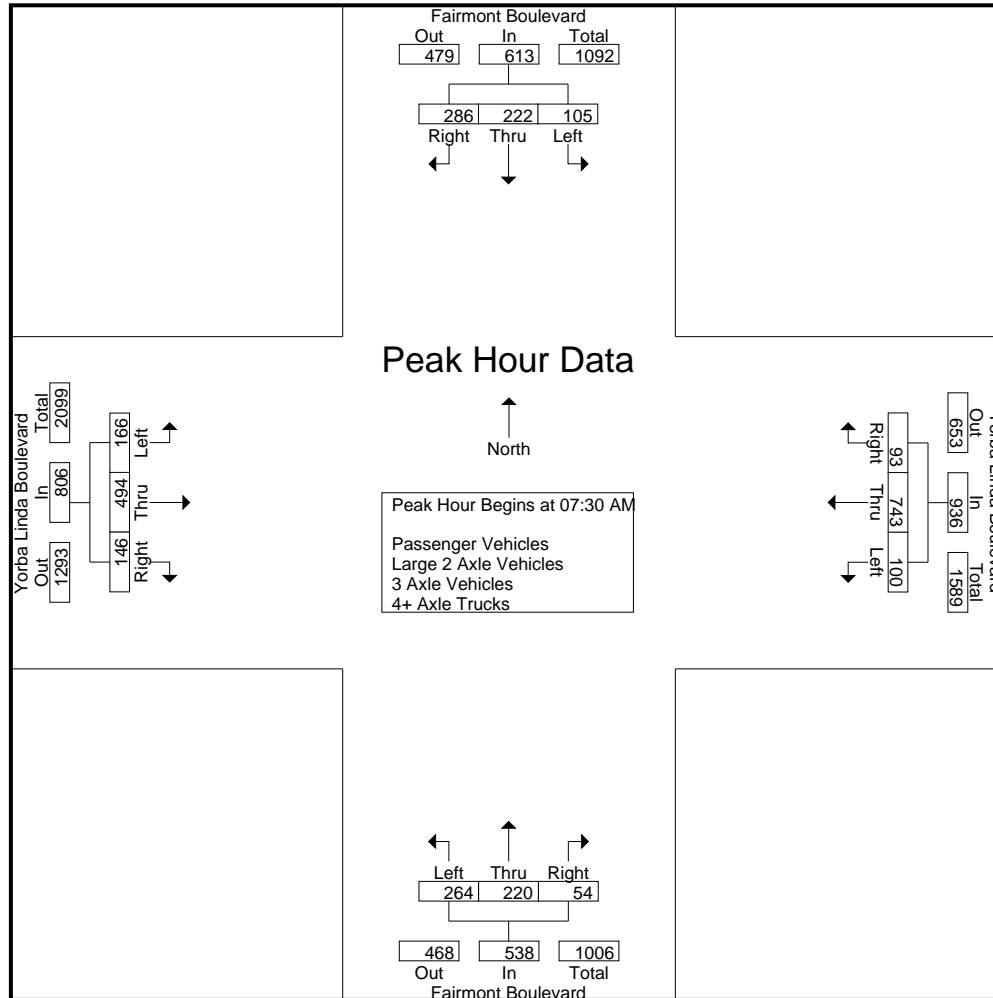 Fairmont Boulevard
Out In Total
479 613 1092
286 222 105
Right Thru Left
Peak Hour Data
North
Peak Hour Begins at 07:30 AM
Passenger Vehicles
Large 2 Axle Vehicles
3 Axle Vehicles
4+ Axle Trucks
Yorba Linda Boulevard
Out In Total
1293 806 2099
166 494 146
Left Thru Right
Right Thru Left
93 743 100
Out In Total
653 936 1589
Yorba Linda Boulevard
Left Thru Right
264 220 54
468 538 1006
Out In Total
Fairmont Boulevard